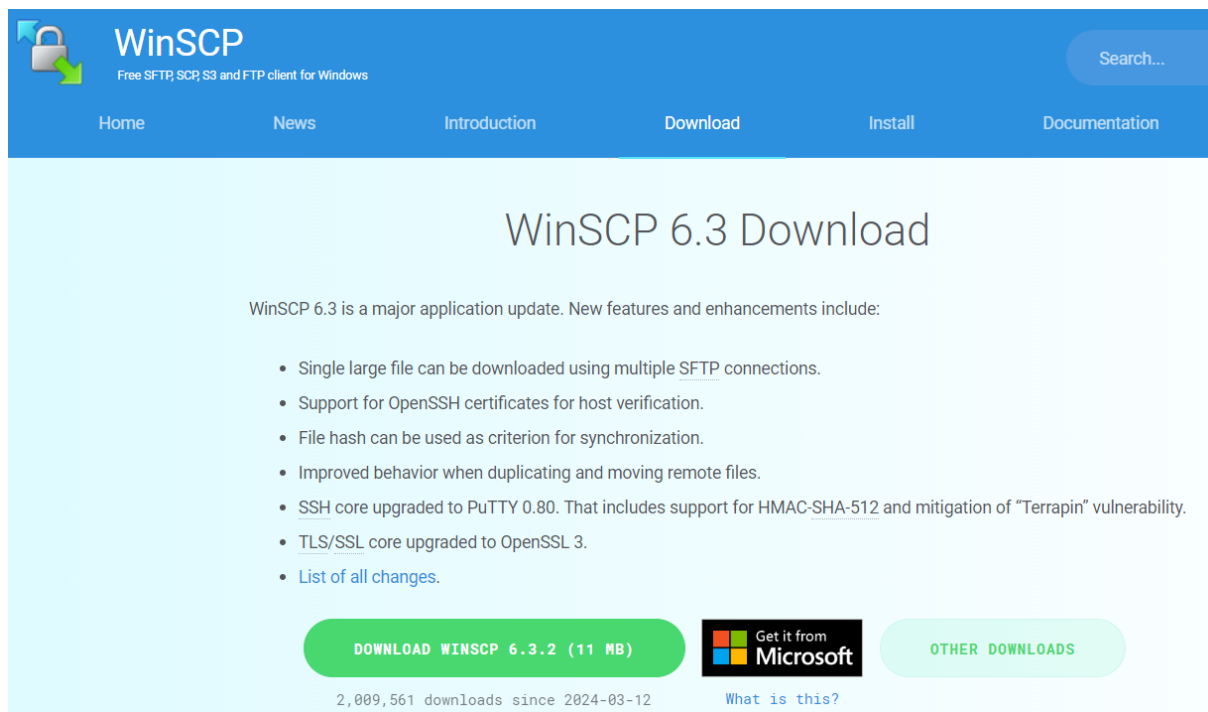 WinSCP
Free SFTP, SCP, S3 and FTP client for Windows
Search...
Home News Introduction Download Install Documentation
WinSCP 6.3 Download
WinSCP 6.3 is a major application update. New features and enhancements include:
• Single large file can be downloaded using multiple SFTP connections.
• Support for OpenSSH certificates for host verification.
• File hash can be used as criterion for synchronization.
• Improved behavior when duplicating and moving remote files.
• SSH core upgraded to PuTTY 0.80. That includes support for HMAC-SHA-512 and mitigation of “Terrapin” vulnerability.
• TLS/SSL core upgraded to OpenSSL 3.
• List of all changes.
DOWNLOAD WINSCP 6.3.2 (11 MB)
Get it from
Microsoft
OTHER DOWNLOADS
2,009,561 downloads since 2024-03-12
What is this?